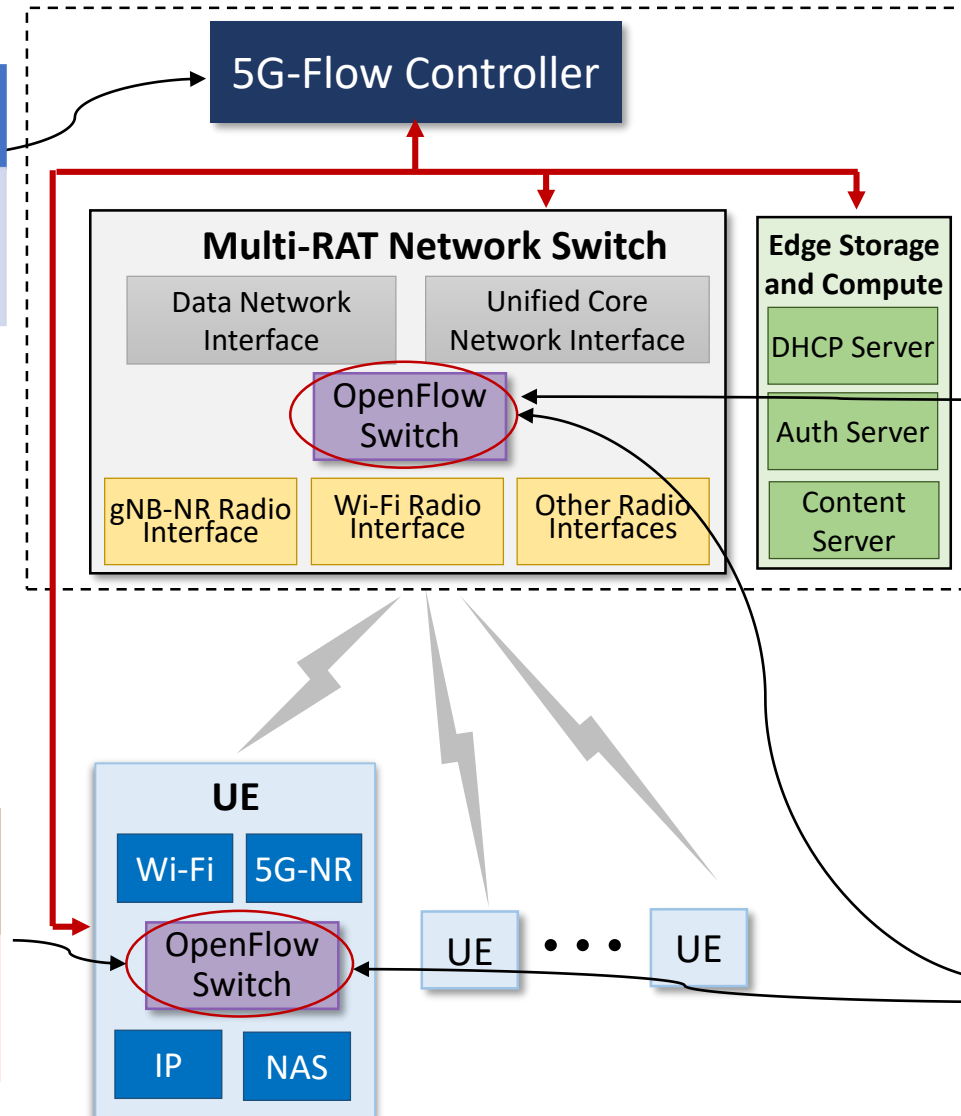 5G-Flow Controller
Multi-RAT Network Switch
Data Network
Interface
Unified Core
Network Interface
OpenFlow
Switch
gNB-NR Radio
Interface
Wi-Fi Radio
Interface
Other Radio
Interfaces
Edge Storage
and Compute
DHCP Server
Auth Server
Content
Server
UE
Wi-Fi
5G-NR
OpenFlow
Switch
IP
NAS
UE
UE